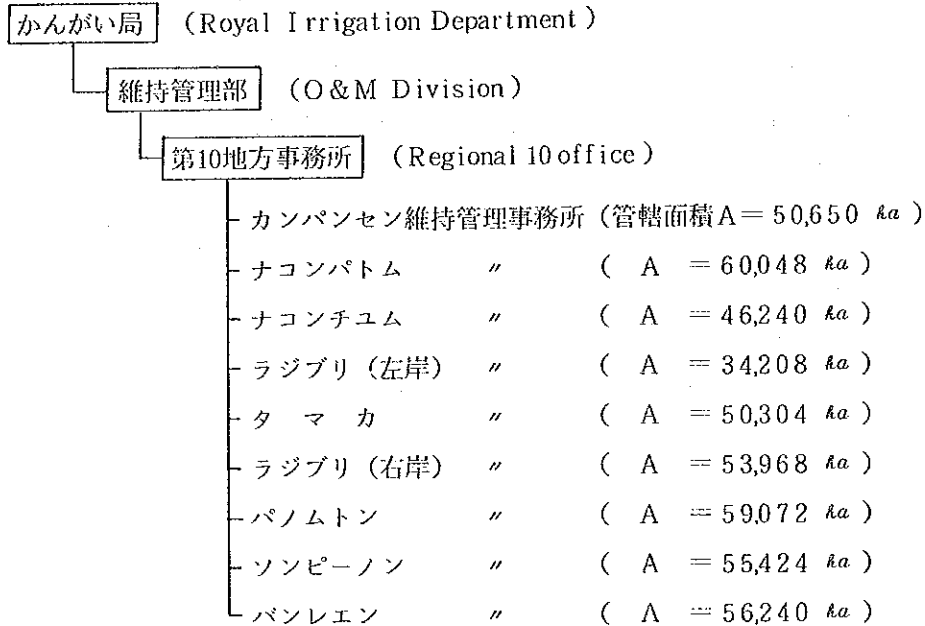 かんがい局 (Royal Irrigation Department)
維持管理部 (O&M Division)
第10地方事務所 (Regional 10 office)
カンパンセン維持管理事務所 (管轄面積A = 50,650 ha)
ナコンパトム 〃 ( A = 60,048 ha )
ナコンチユム 〃 ( A = 46,240 ha )
ラジブリ (左岸) 〃 ( A = 34,208 ha )
タマカ 〃 ( A = 50,304 ha )
ラジブリ (右岸) 〃 ( A = 53,968 ha )
パノムトン 〃 ( A = 59,072 ha )
ソンピーノン 〃 ( A = 55,424 ha )
バンレエン 〃 ( A = 56,240 ha )